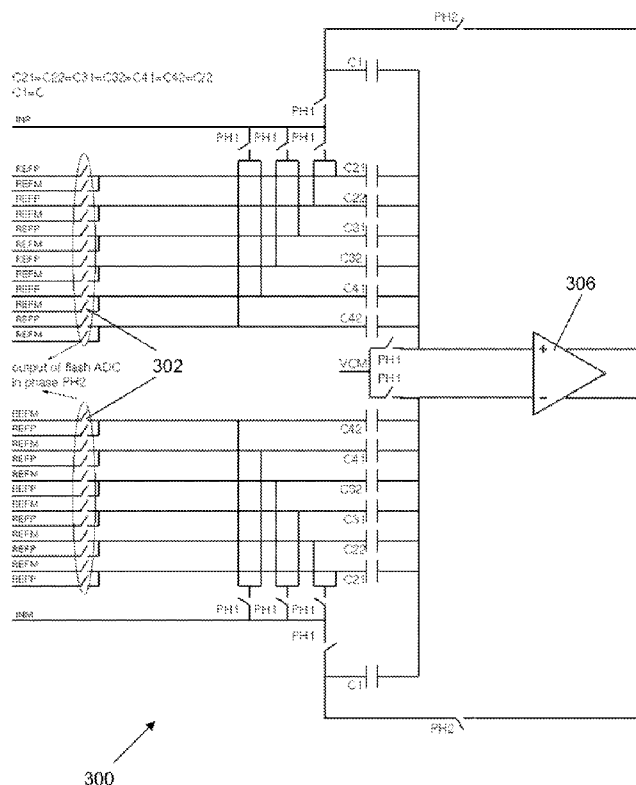 PH2
C21=C22=C31=C32=C41=C42=C/2
C1=C
C1
PH1
INP
PH1 PH1 PH1
REFP
REFM
REFP
REFM
REFP
REFM
REFP
REFM
REFP
REFM
REFP
REFM
C21
C22
C31
C32
C41
C42
302
output of flash ADC
in phase PH2
VCM
PH1
PH1
306
+
−
REFM
REFP
REFM
REFP
REFM
REFP
REFM
REFP
REFM
REFP
REFM
REFP
C42
C41
C32
C31
C22
C21
INM
PH1 PH1 PH1
PH1
C1
PH2
300